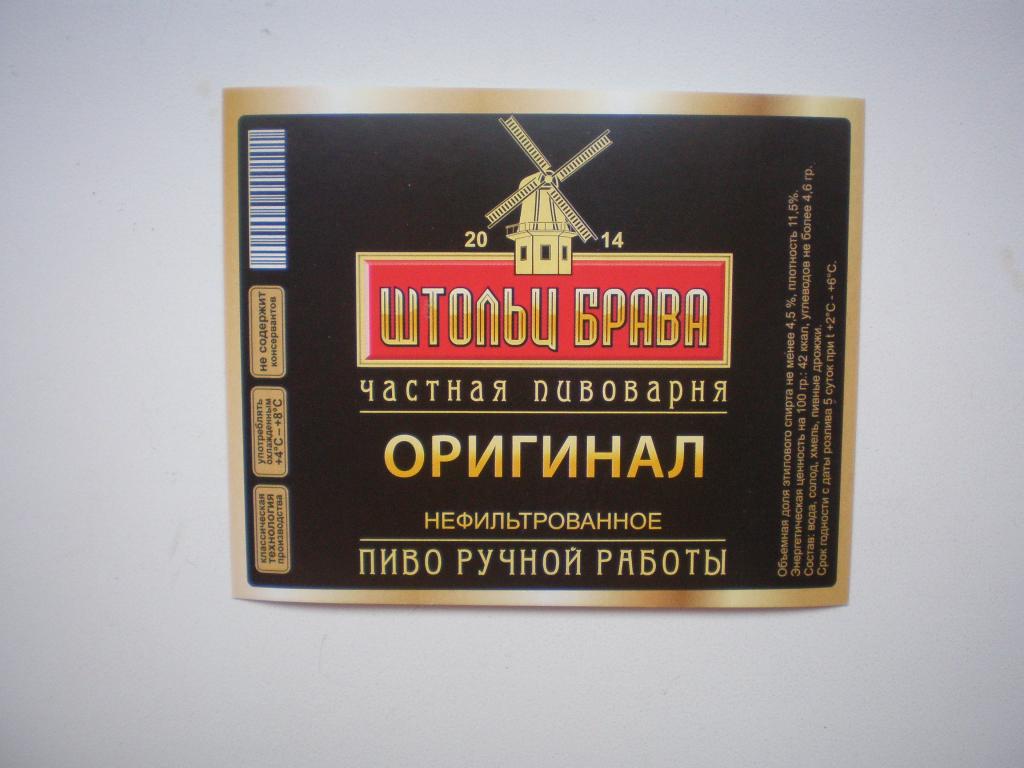 20 14
ШТОЛЬЦ БРАВА
частная пивоварня
ОРИГИНАЛ
НЕФИЛЬТРОВАННОЕ
ПИВО РУЧНОЙ РАБОТЫ
не содержит
консервантов
употреблять
охлажденным
+4°С – +8°С
классическая
технология
производства
Объемная доля этилового спирта не менее 4,5 %, плотность 11,5%.
Энергетическая ценность на 100 гр.: 42 ккал, углеводов не более 4,6 гр.
Состав: вода, солод, хмель, пивные дрожжи.
Срок годности с даты розлива 5 суток при t +2°С - +6°С.